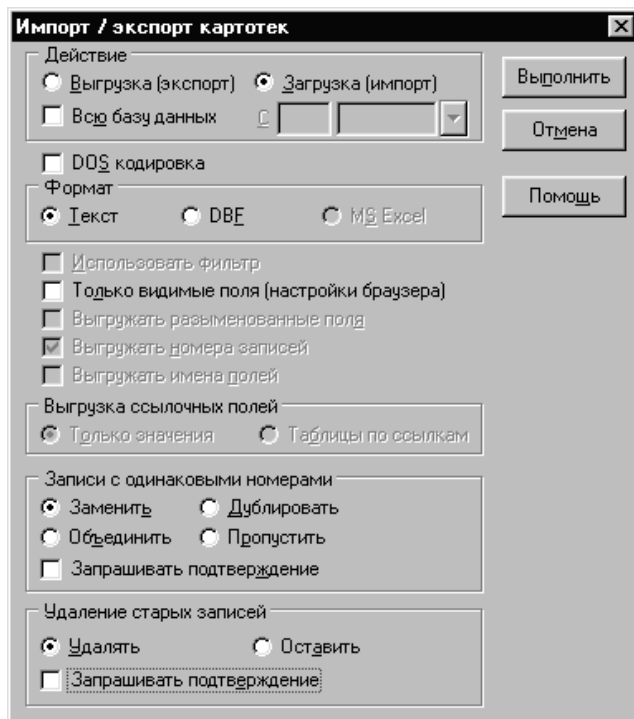 Импорт / экспорт картотек
Действие
Выгрузка (экспорт) Загрузка (импорт)
Всю базу данных С
Выполнить
Отмена
Помощь
DOS кодировка
Формат
Текст DBF MS Excel
Использовать фильтр
Только видимые поля (настройки браузера)
Выгружать разыменованные поля
Выгружать номера записей
Выгружать имена полей
Выгрузка ссылочных полей
Только значения Таблицы по ссылкам
Записи с одинаковыми номерами
Заменить Дублировать
Объединить Пропустить
Запрашивать подтверждение
Удаление старых записей
Удалять Оставить
Запрашивать подтверждение